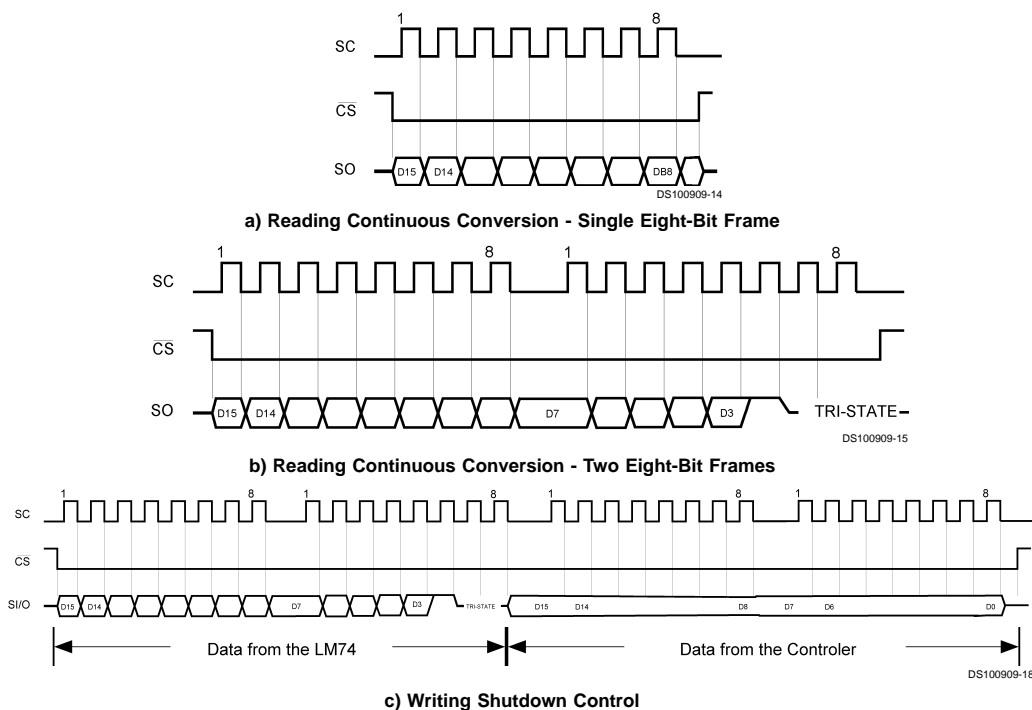 1 8
SC
CS
SO D15 D14 DB8
DS100909-14
a) Reading Continuous Conversion - Single Eight-Bit Frame
1 8 1 8
SC
CS
SO D15 D14 D7 D3 TRI-STATE
DS100909-15
b) Reading Continuous Conversion - Two Eight-Bit Frames
1 8 1 8 1 8 1 8
SC
CS
SI/O D15 D14 D7 D3 TRI-STATE D15 D14 D8 D7 D6 D0
Data from the LM74 Data from the Controler
DS100909-18
c) Writing Shutdown Control